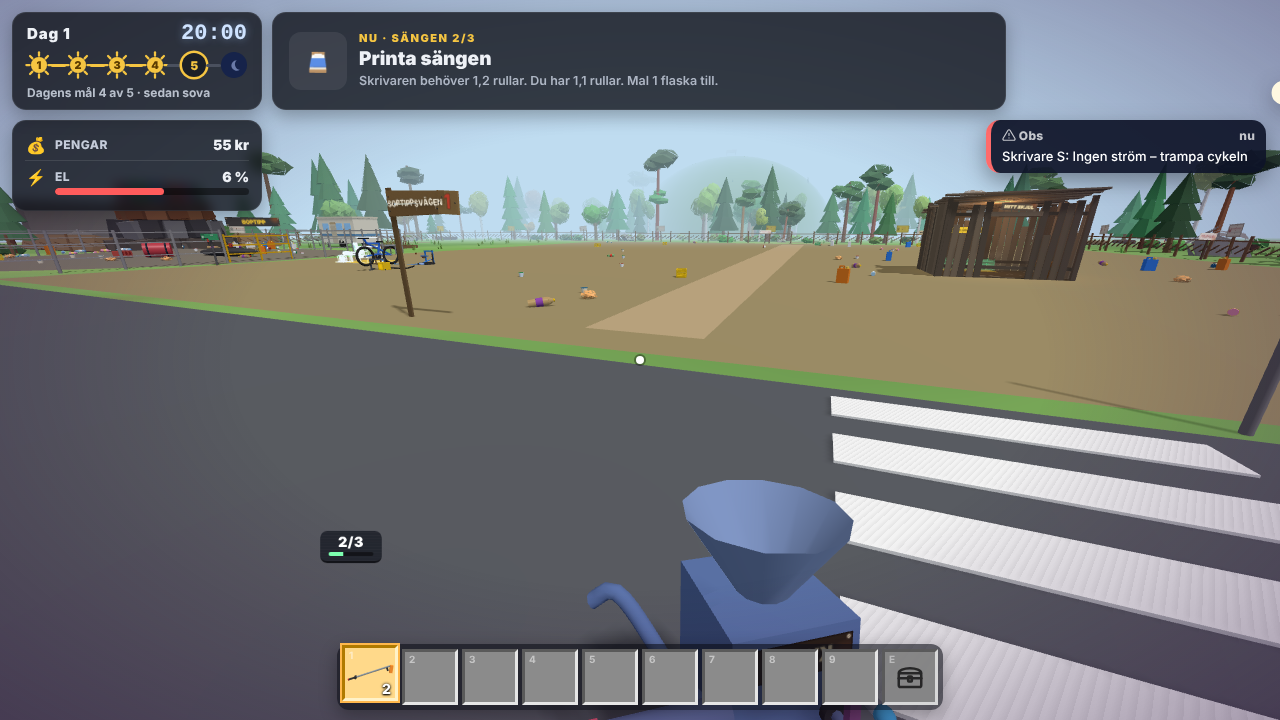 Dag 1 20:00
1 2 3 4 5
Dagens mål 4 av 5 · sedan sova
PENGAR 55 kr
EL 6 %
NU · SÄNGEN 2/3
Printa sängen
Skrivaren behöver 1,2 rullar. Du har 1,1 rullar. Mal 1 flaska till.
Obs nu
Skrivare S: Ingen ström – trampa cykeln
SORTIPP
2/3
1 2 3 4 5 6 7 8 9 E
2